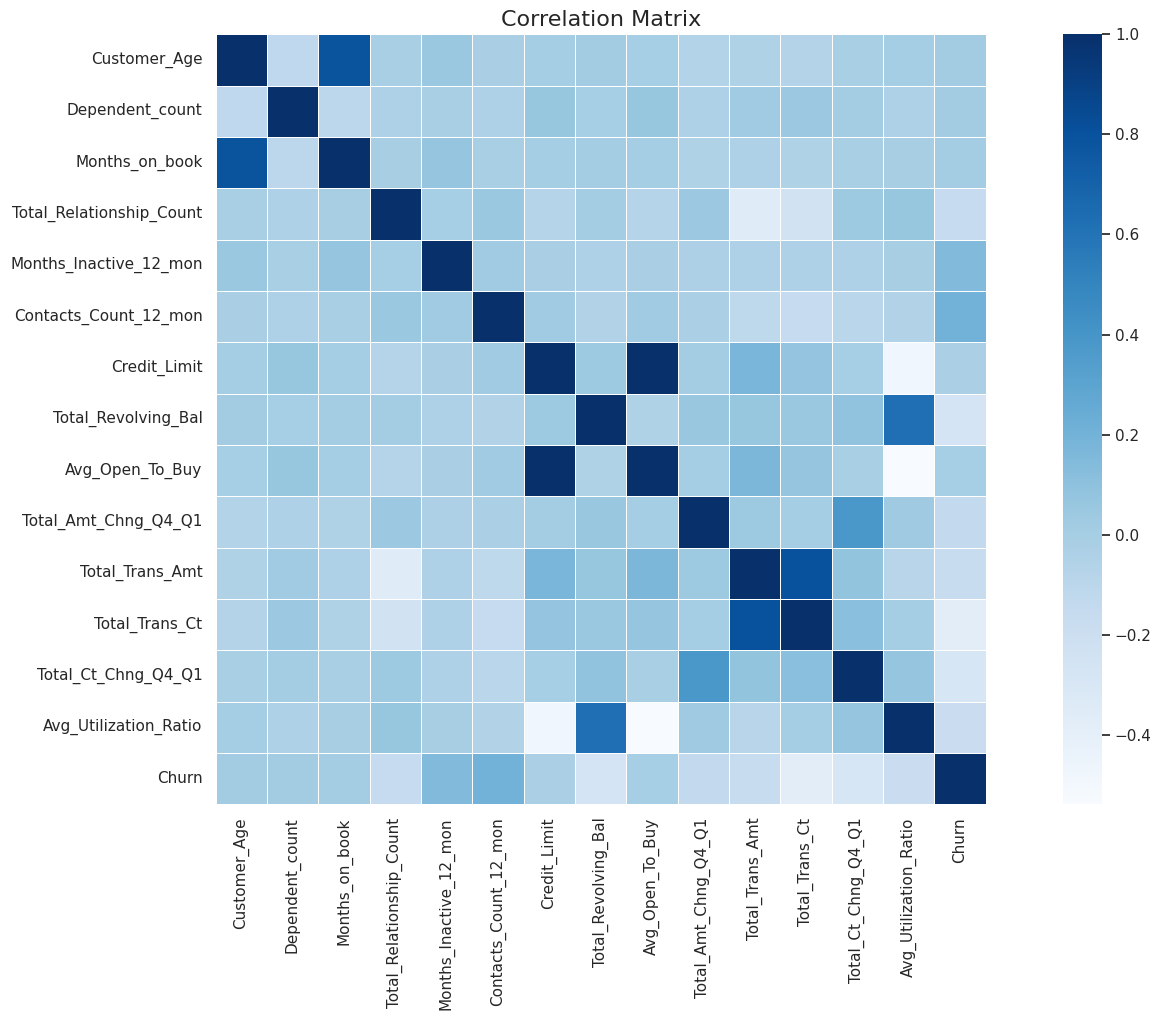 Correlation Matrix
Customer_Age
Dependent_count
Months_on_book
Total_Relationship_Count
Months_Inactive_12_mon
Contacts_Count_12_mon
Credit_Limit
Total_Revolving_Bal
Avg_Open_To_Buy
Total_Amt_Chng_Q4_Q1
Total_Trans_Amt
Total_Trans_Ct
Total_Ct_Chng_Q4_Q1
Avg_Utilization_Ratio
Churn
Customer_Age
Dependent_count
Months_on_book
Total_Relationship_Count
Months_Inactive_12_mon
Contacts_Count_12_mon
Credit_Limit
Total_Revolving_Bal
Avg_Open_To_Buy
Total_Amt_Chng_Q4_Q1
Total_Trans_Amt
Total_Trans_Ct
Total_Ct_Chng_Q4_Q1
Avg_Utilization_Ratio
Churn
1.0
0.8
0.6
0.4
0.2
0.0
−0.2
−0.4